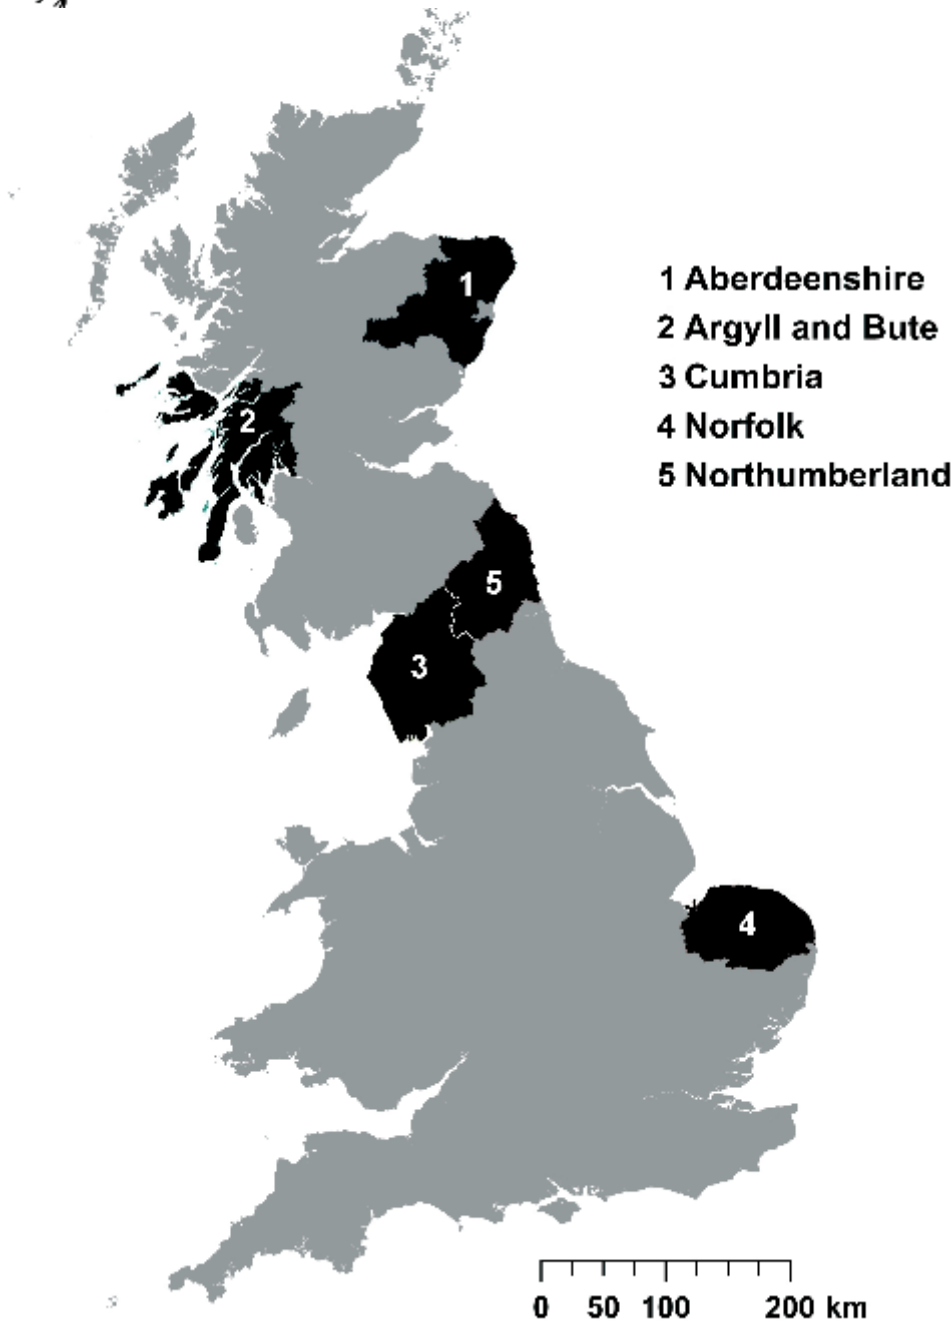 1 Aberdeenshire
2 Argyll and Bute
3 Cumbria
4 Norfolk
5 Northumberland
1
2
5
3
4
0 50 100 200 km